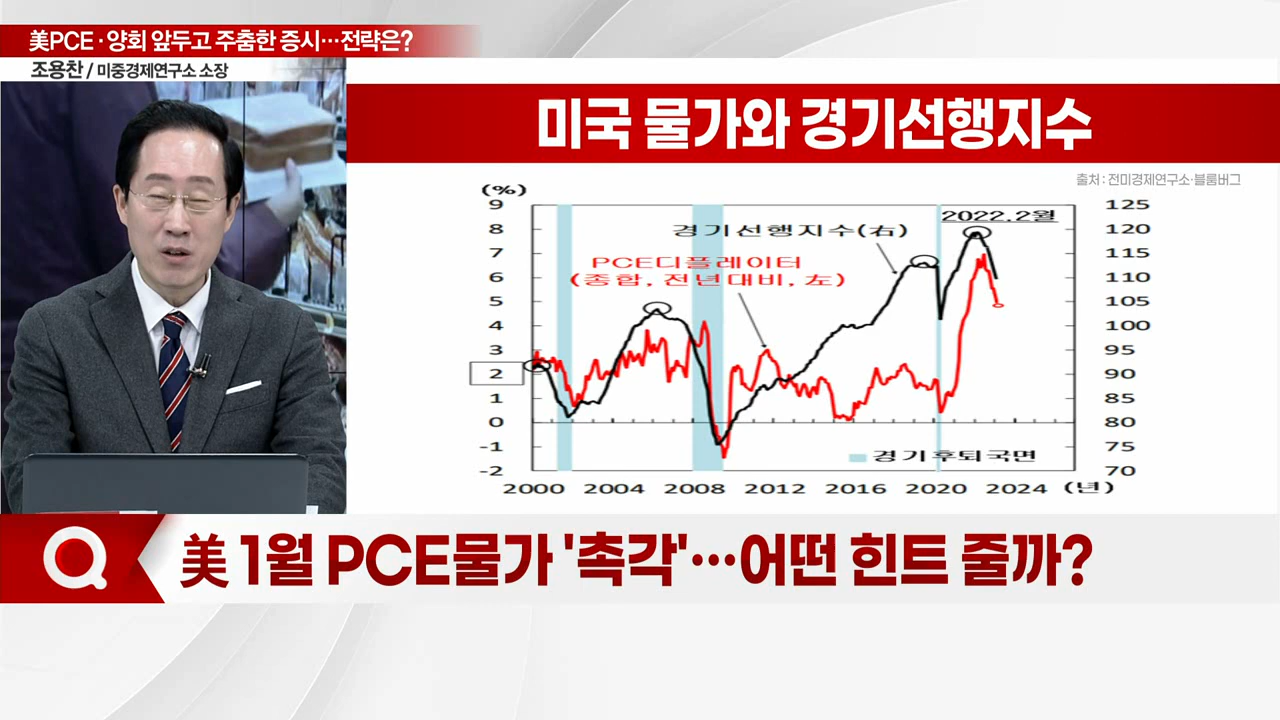 美PCE·양회 앞두고 주춤한 증시…전략은?
조용찬 / 미중경제연구소 소장
미국 물가와 경기선행지수
출처 : 전미경제연구소·블룸버그
(%)
9
8
7
6
5
4
3
2
1
0
-1
-2
125
120
115
110
105
100
95
90
85
80
75
70
2022.2월
경기선행지수(右)
PCE디플레이터
(종합, 전년대비, 左)
경기후퇴국면
2000 2004 2008 2012 2016 2020 2024 (년)
美 1월 PCE물가 '촉각'…어떤 힌트 줄까?